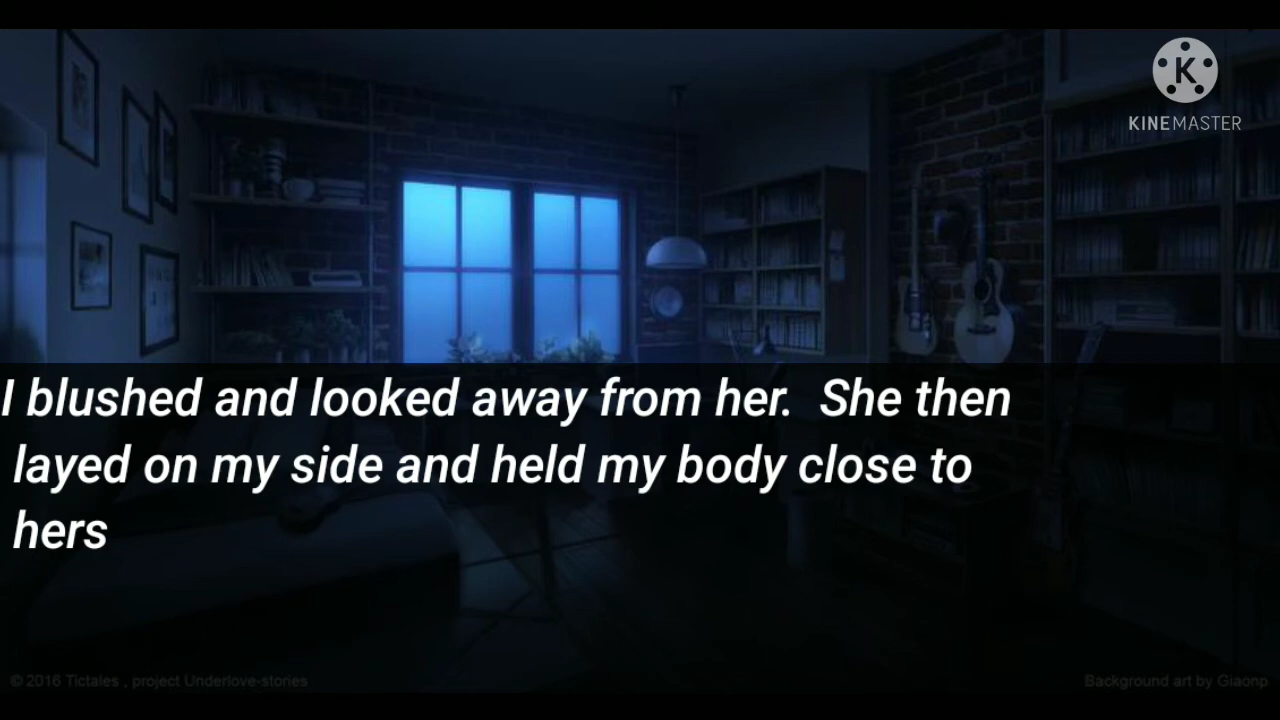 K
KINEMASTER
I blushed and looked away from her.  She then
layed on my side and held my body close to
hers
© 2016 Tictales , project Underlove-stories
Background art by Giaonp